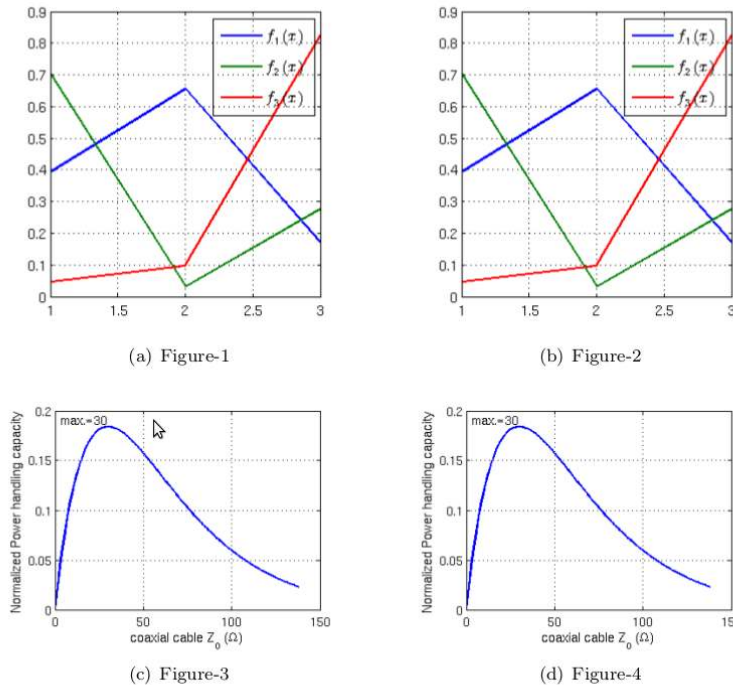 0.9
0.8
0.7
0.6
0.5
0.4
0.3
0.2
0.1
0
1 1.5 2 2.5 3
f1(x)
f2(x)
f3(x)
(a) Figure-1
0.9
0.8
0.7
0.6
0.5
0.4
0.3
0.2
0.1
0
1 1.5 2 2.5 3
f1(x)
f2(x)
f3(x)
(b) Figure-2
Normalized Power handling capacity
0.2
0.15
0.1
0.05
0
max.=30
0 50 100 150
coaxial cable Z0 (Ω)
(c) Figure-3
Normalized Power handling capacity
0.2
0.15
0.1
0.05
0
max.=30
0 50 100 150
coaxial cable Z0 (Ω)
(d) Figure-4